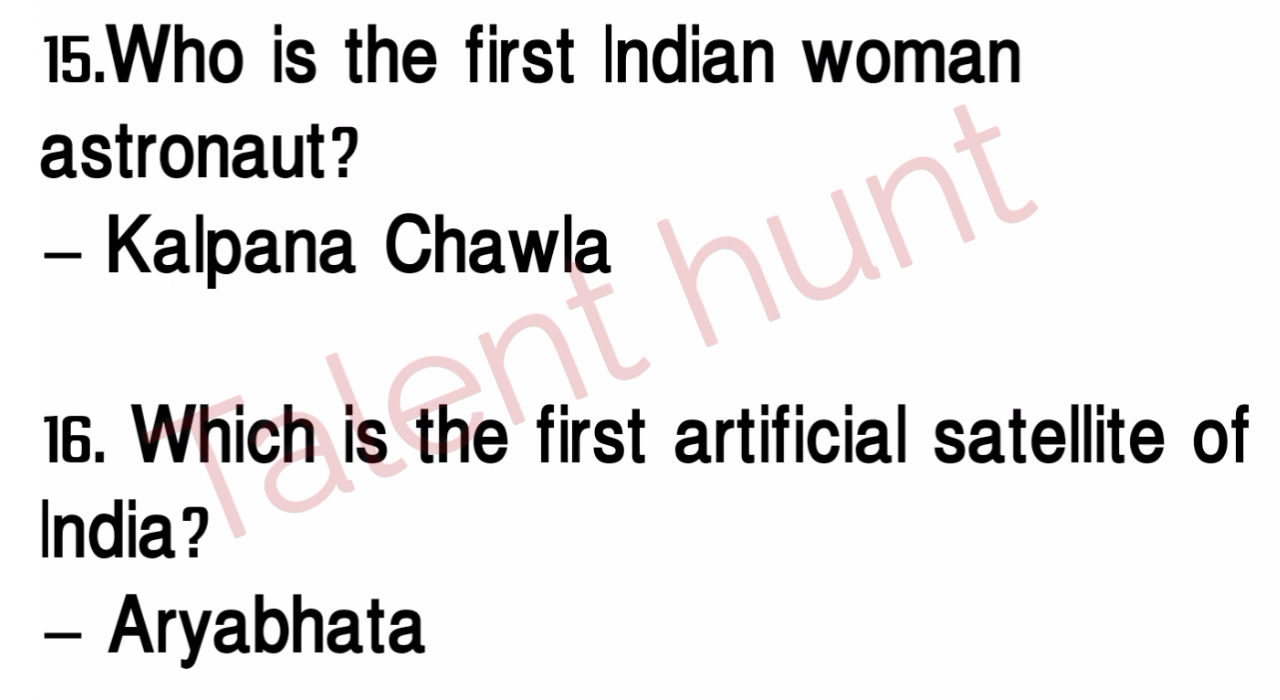 15.Who is the first Indian woman
astronaut?
– Kalpana Chawla
Talent hunt
16. Which is the first artificial satellite of
India?
– Aryabhata